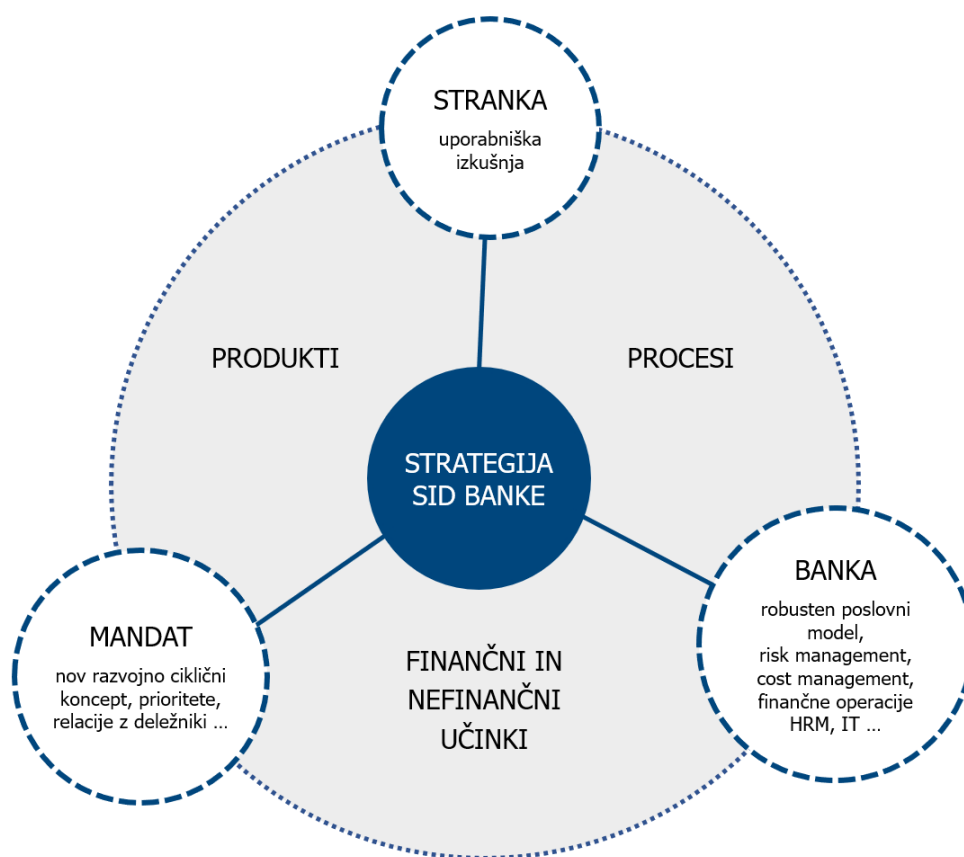 STRANKA
uporabniška
izkušnja
PRODUKTI
PROCESI
STRATEGIJA
SID BANKE
MANDAT
nov razvojno ciklični
koncept, prioritete,
relacije z deležniki ...
FINANČNI IN
NEFINANČNI
UČINKI
BANKA
robusten poslovni
model,
risk management,
cost management,
finančne operacije
HRM, IT ...